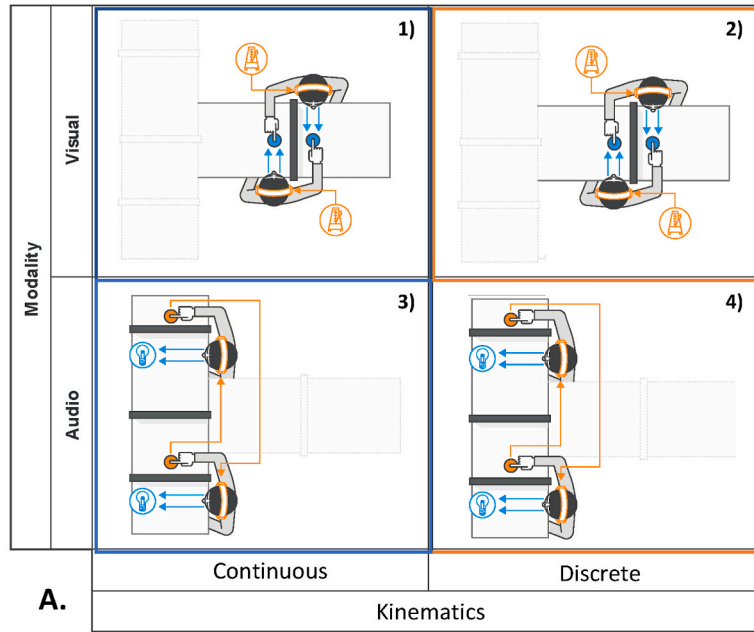 1)
2)
Visual
Modality
3)
4)
Audio
Continuous
Discrete
A.
Kinematics